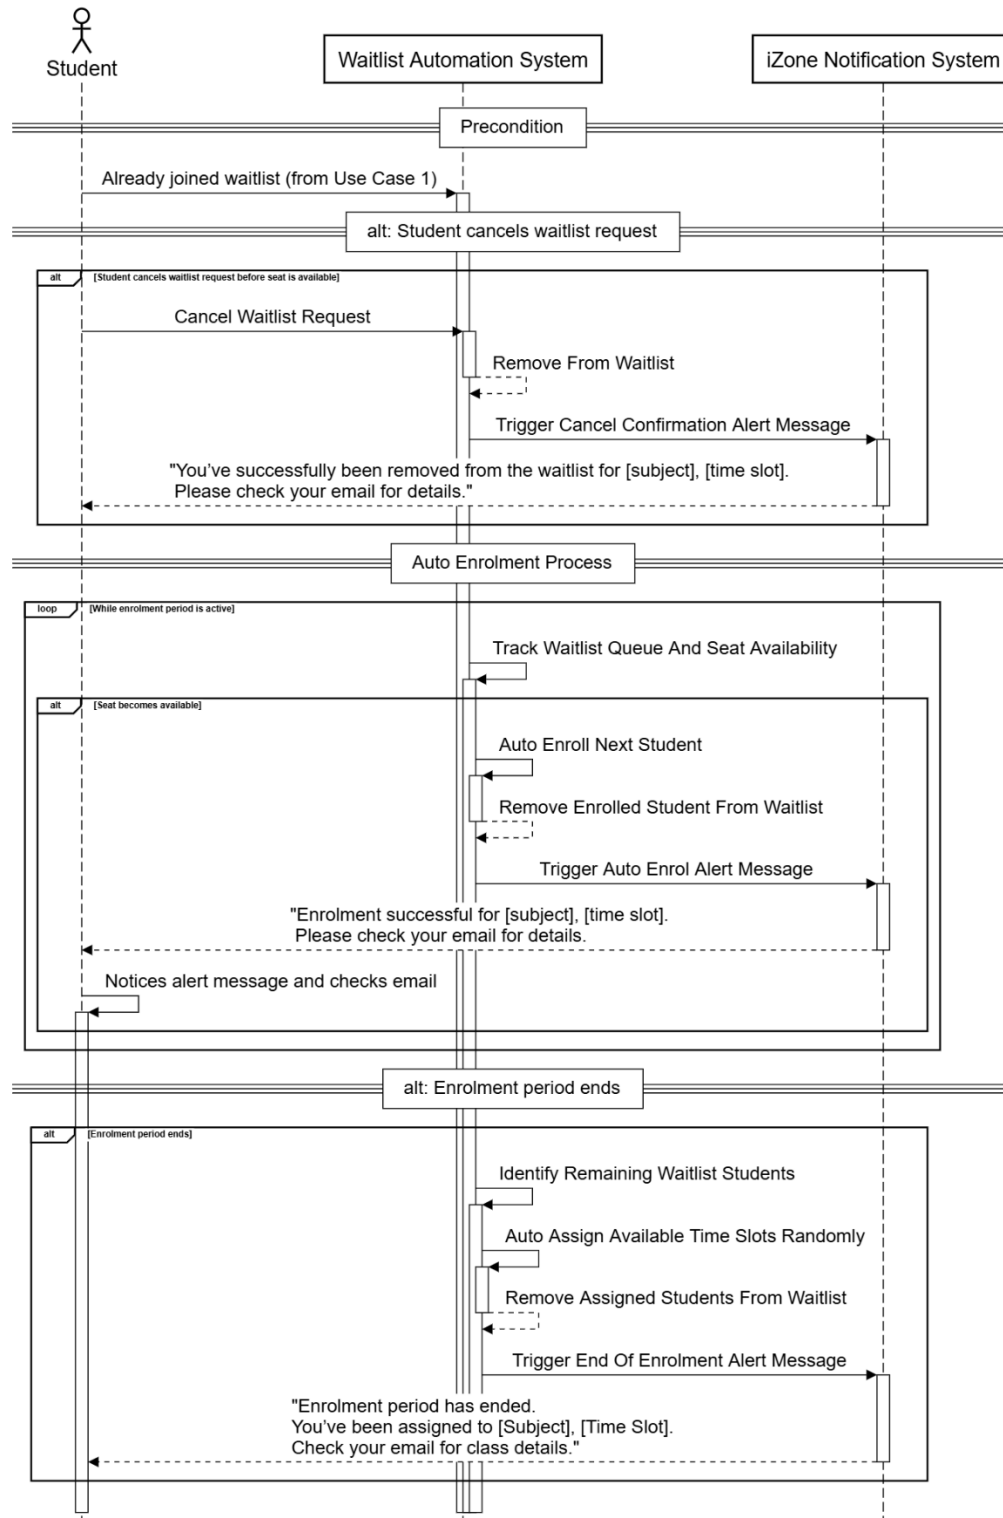 Student
Waitlist Automation System
iZone Notification System
Precondition
Already joined waitlist (from Use Case 1)
alt: Student cancels waitlist request
alt
[Student cancels waitlist request before seat is available]
Cancel Waitlist Request
Remove From Waitlist
Trigger Cancel Confirmation Alert Message
"You've successfully been removed from the waitlist for [subject], [time slot].
Please check your email for details."
Auto Enrolment Process
loop
[While enrolment period is active]
Track Waitlist Queue And Seat Availability
alt
[Seat becomes available]
Auto Enroll Next Student
Remove Enrolled Student From Waitlist
Trigger Auto Enrol Alert Message
"Enrolment successful for [subject], [time slot].
Please check your email for details.
Notices alert message and checks email
alt: Enrolment period ends
alt
[Enrolment period ends]
Identify Remaining Waitlist Students
Auto Assign Available Time Slots Randomly
Remove Assigned Students From Waitlist
Trigger End Of Enrolment Alert Message
"Enrolment period has ended.
You've been assigned to [Subject], [Time Slot].
Check your email for class details."